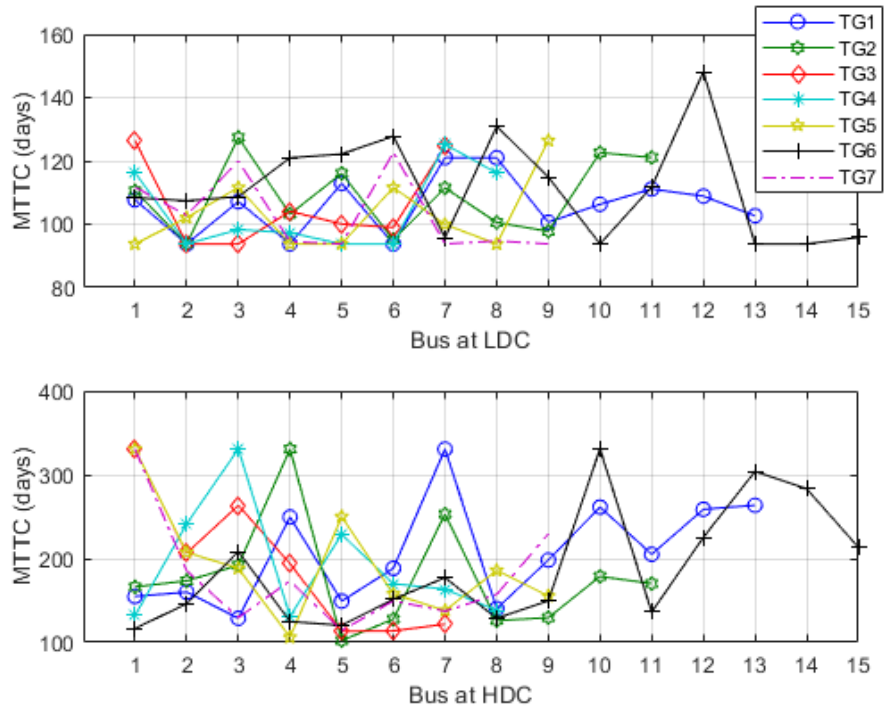 160
140
120
100
80
MTTC (days)
1 2 3 4 5 6 7 8 9 10 11 12 13 14 15
Bus at LDC
TG1
TG2
TG3
TG4
TG5
TG6
TG7
400
300
200
100
MTTC (days)
1 2 3 4 5 6 7 8 9 10 11 12 13 14 15
Bus at HDC